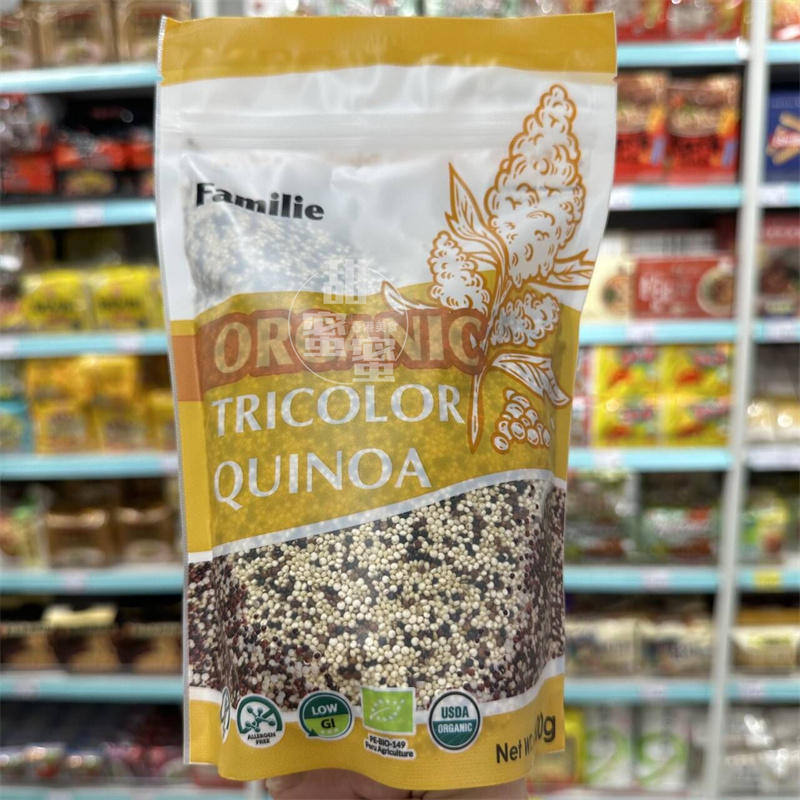 Familie
ORGANIC
TRICOLOR
QUINOA
甜
蜜
蜜
ALLERGEN
FREE
LOW
GI
PE-BIO-149
Peru Agriculture
USDA
ORGANIC
Net